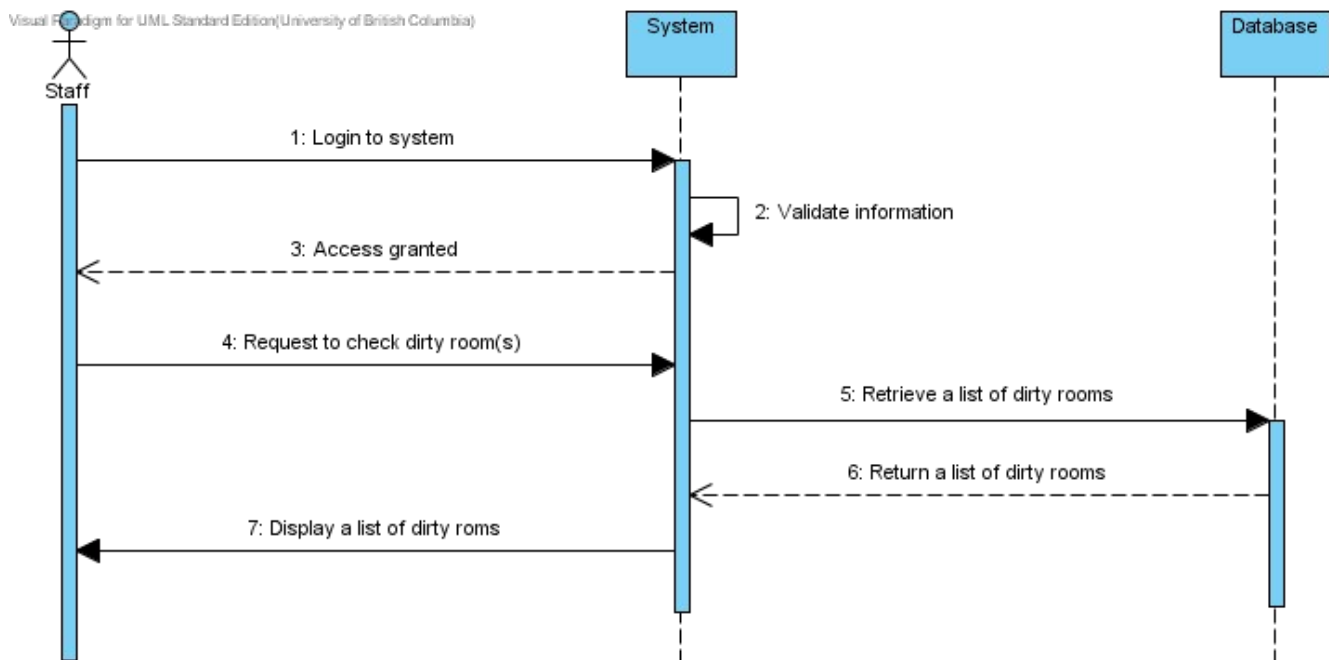 Visual Paradigm for UML Standard Edition(University of British Columbia)
System
Database
Staff
1: Login to system
2: Validate information
3: Access granted
4: Request to check dirty room(s)
5: Retrieve a list of dirty rooms
6: Return a list of dirty rooms
7: Display a list of dirty roms